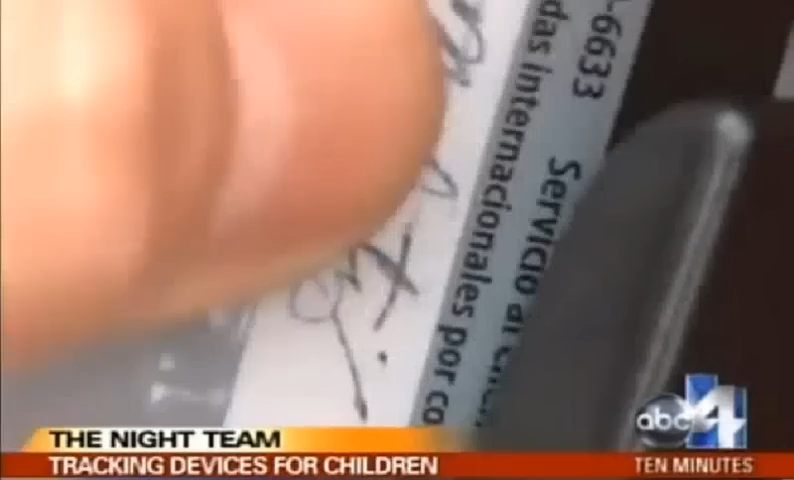 -6633
das internacionales por co
Servicio al
THE NIGHT TEAM
TRACKING DEVICES FOR CHILDREN
abc 4
TEN MINUTES